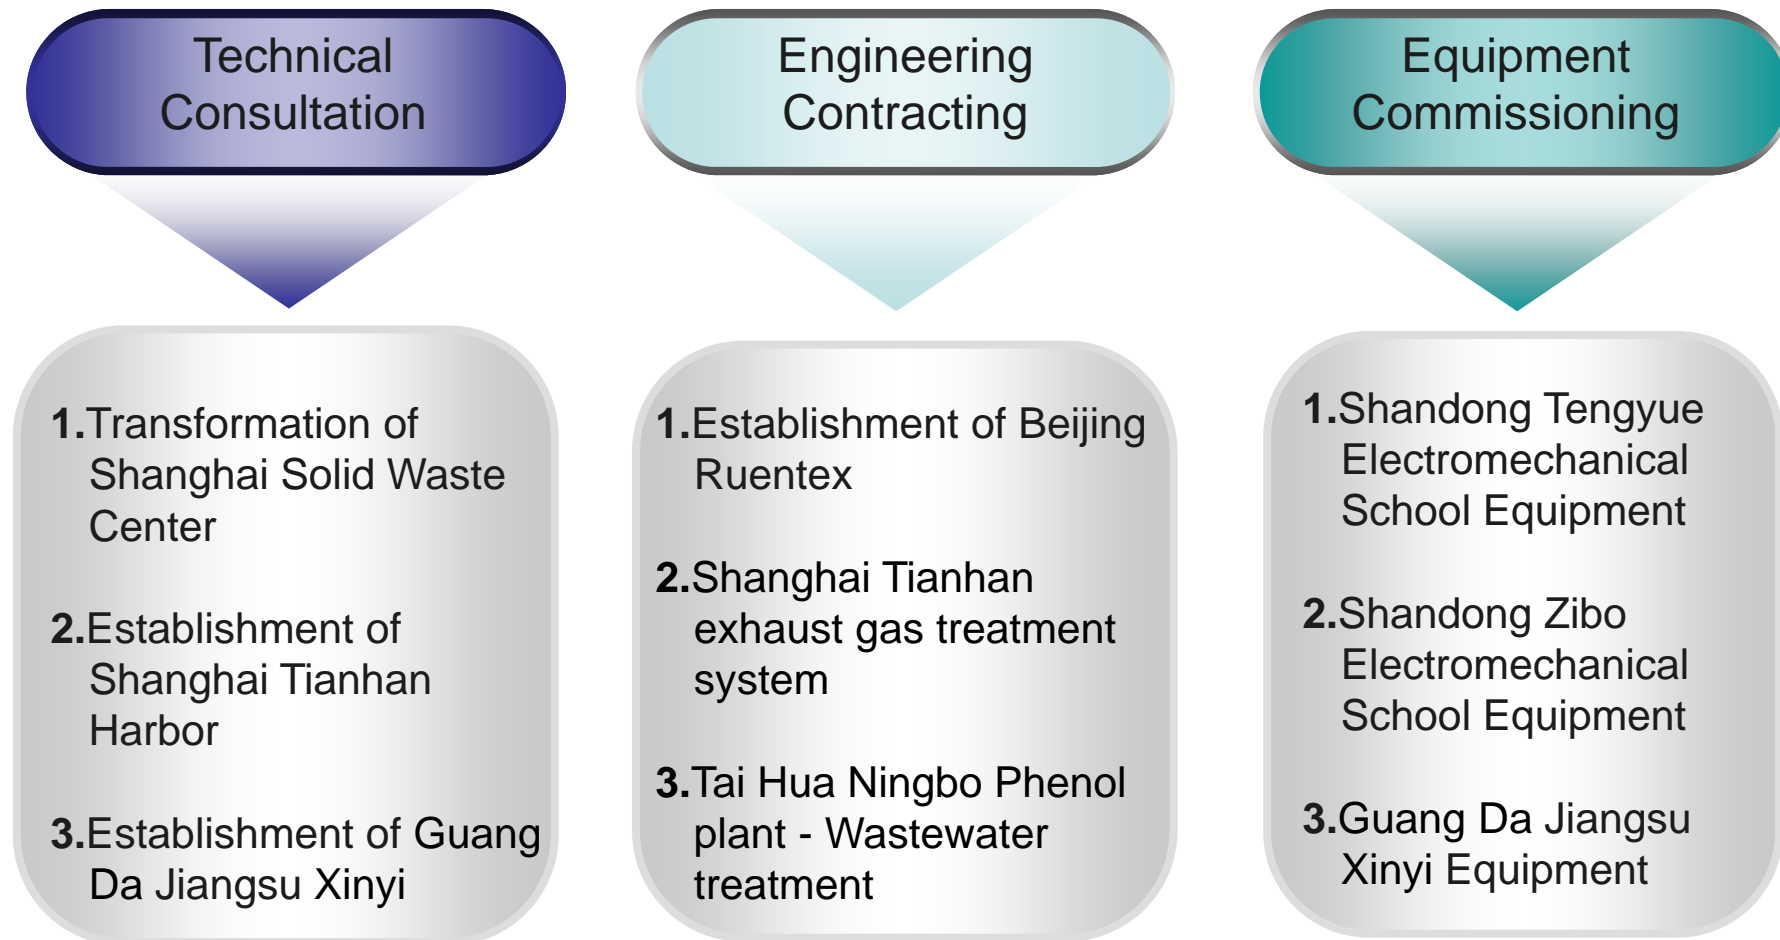 Technical
Consultation
1.Transformation of
Shanghai Solid Waste
Center
2.Establishment of
Shanghai Tianhan
Harbor
3.Establishment of Guang
Da Jiangsu Xinyi
Engineering
Contracting
1.Establishment of Beijing
Ruentex
2.Shanghai Tianhan
exhaust gas treatment
system
3.Tai Hua Ningbo Phenol
plant - Wastewater
treatment
Equipment
Commissioning
1.Shandong Tengyue
Electromechanical
School Equipment
2.Shandong Zibo
Electromechanical
School Equipment
3.Guang Da Jiangsu
Xinyi Equipment